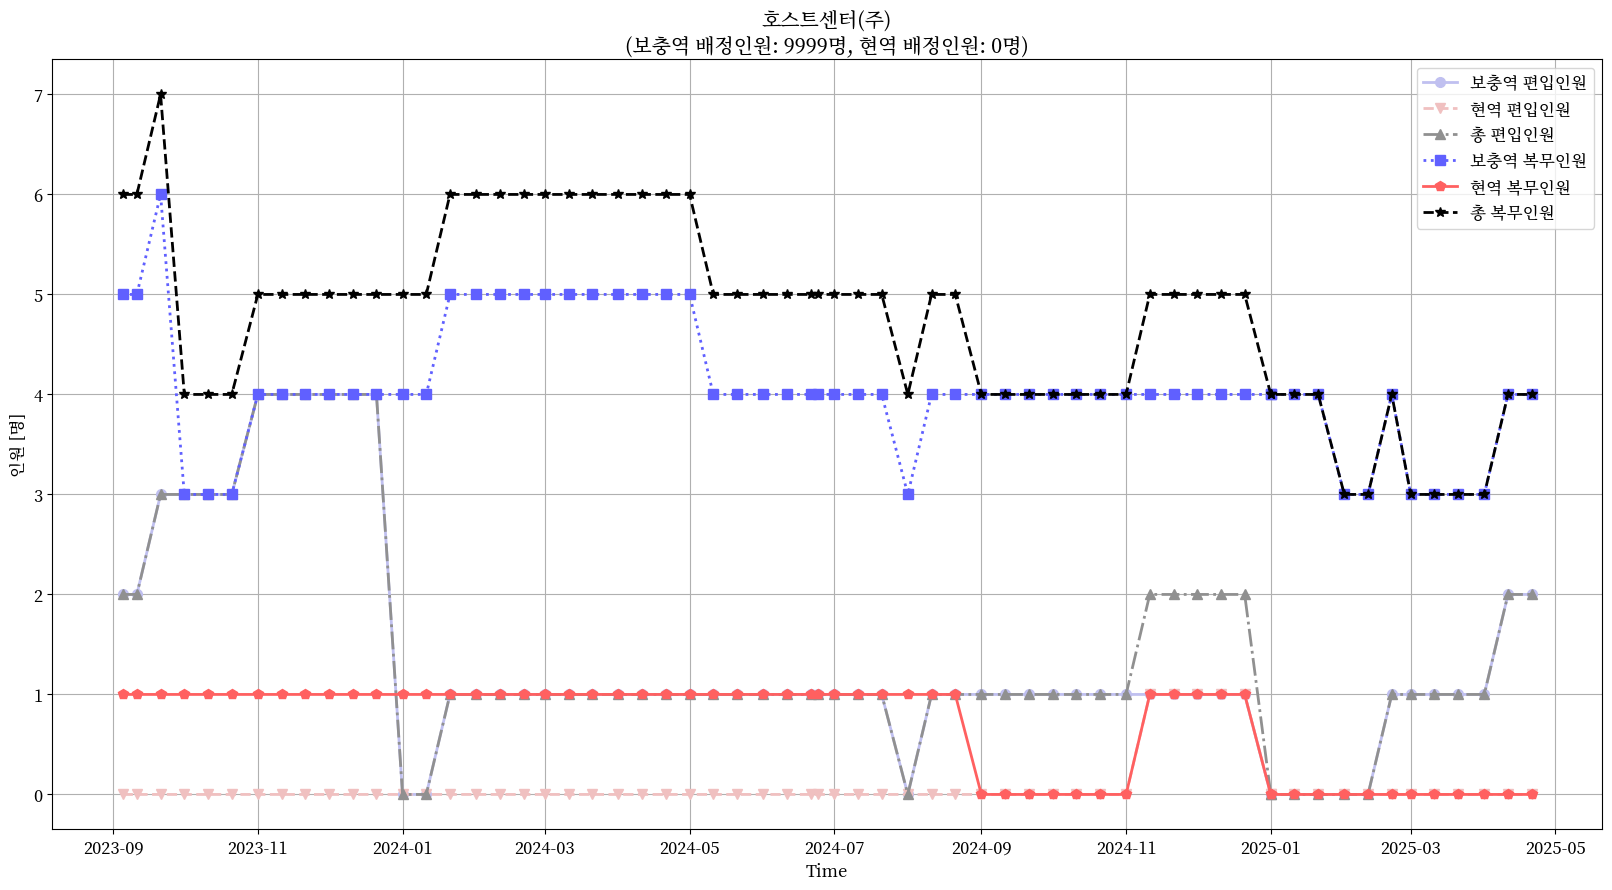 호스트센터(주)
(보충역 배정인원: 9999명, 현역 배정인원: 0명)
보충역 편입인원
현역 편입인원
총 편입인원
보충역 복무인원
현역 복무인원
총 복무인원
인원 [명]
7
6
5
4
3
2
1
0
2023-09
2023-11
2024-01
2024-03
2024-05
2024-07
2024-09
2024-11
2025-01
2025-03
2025-05
Time